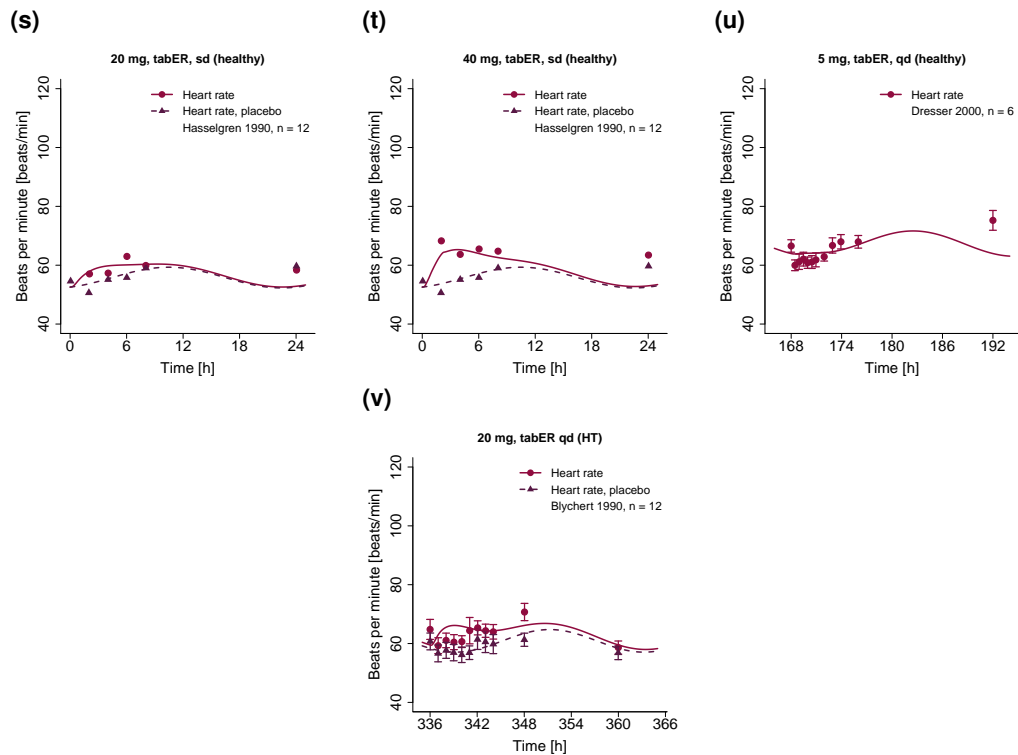 (s)
20 mg, tabER, sd (healthy)
Heart rate
Heart rate, placebo
Hasselgren 1990, n = 12
Beats per minute [beats/min]
120
100
80
60
40
0
6
12
18
24
Time [h]
(t)
40 mg, tabER, sd (healthy)
Heart rate
Heart rate, placebo
Hasselgren 1990, n = 12
Beats per minute [beats/min]
120
100
80
60
40
0
6
12
18
24
Time [h]
(u)
5 mg, tabER, qd (healthy)
Heart rate
Dresser 2000, n = 6
Beats per minute [beats/min]
120
100
80
60
40
168
174
180
186
192
Time [h]
(v)
20 mg, tabER qd (HT)
Heart rate
Heart rate, placebo
Blychert 1990, n = 12
Beats per minute [beats/min]
120
100
80
60
40
336
342
348
354
360
366
Time [h]